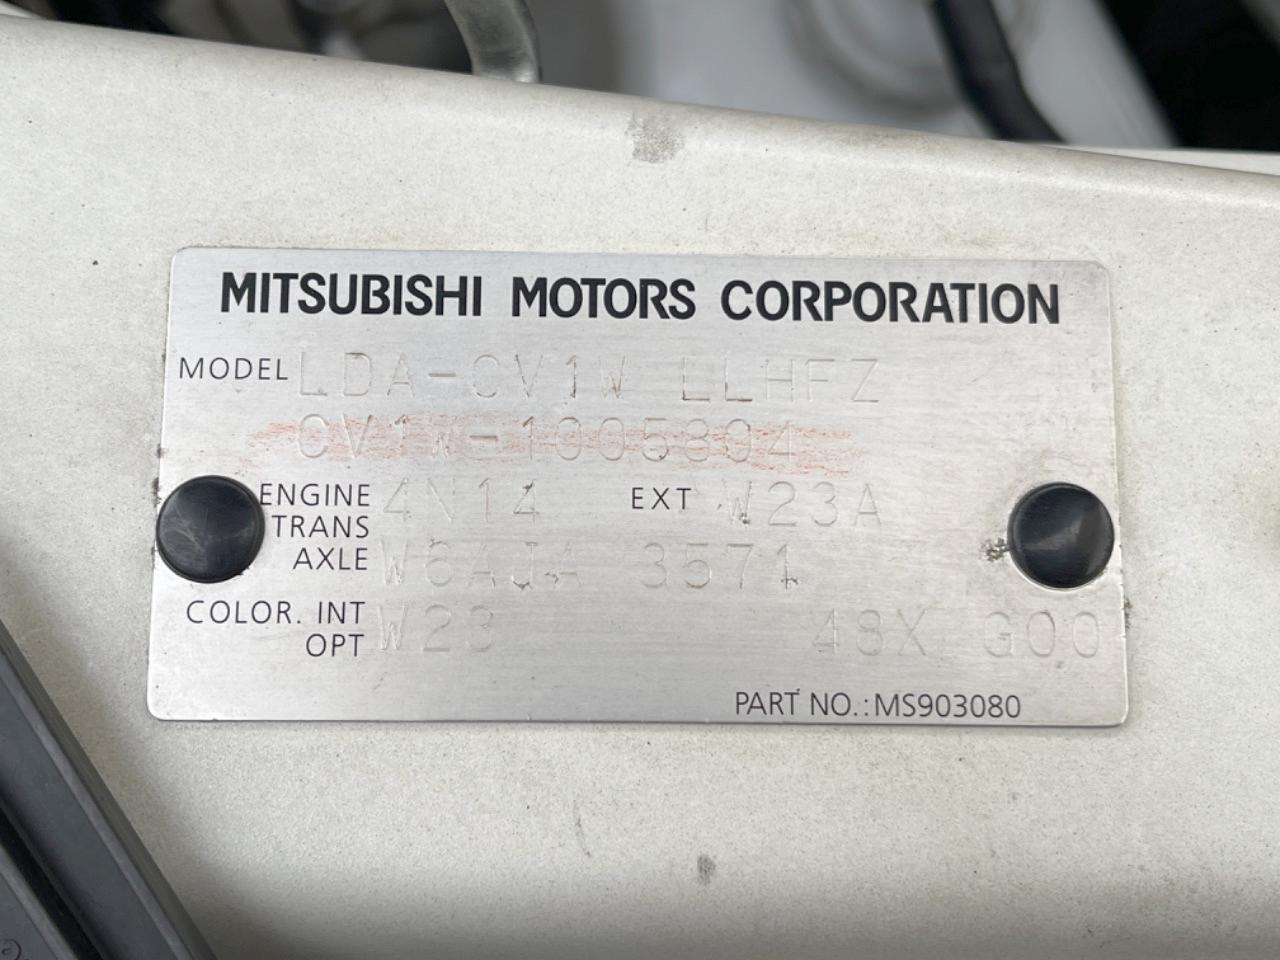 MITSUBISHI MOTORS CORPORATION
MODEL LDA-CV1W LLHFZ
CV1W-1005894
ENGINE 4N14 EXT W23A
TRANS
AXLE W6AJA 3571
COLOR. INT
OPT W23 48X G00
PART NO.:MS903080